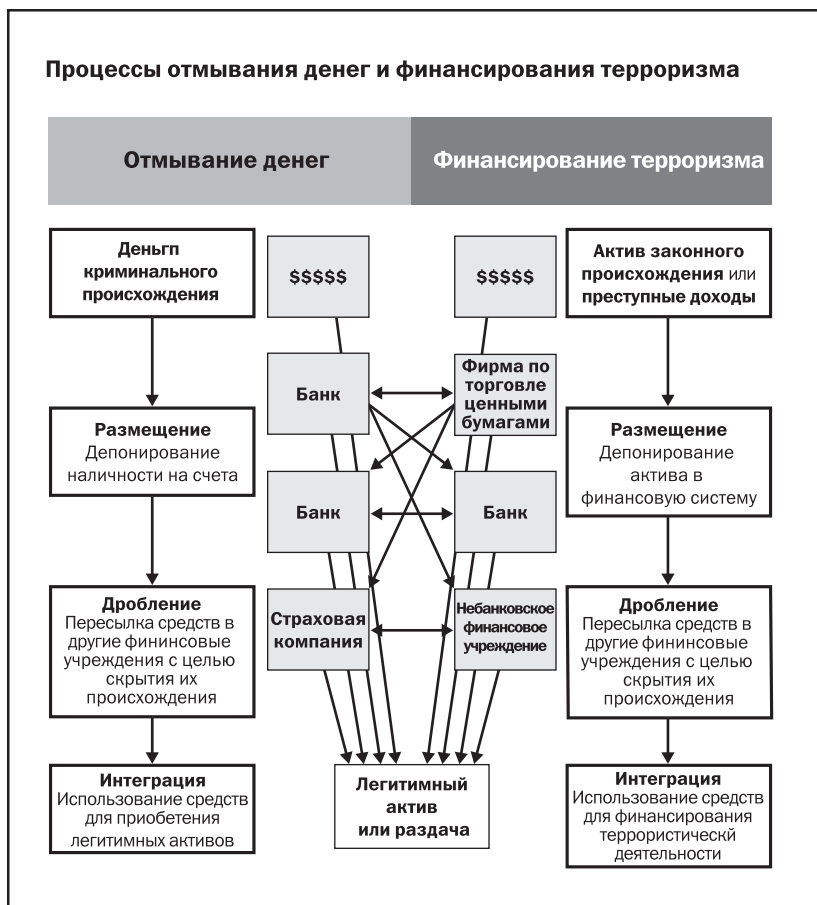 Процессы отмывания денег и финансирования терроризма
Отмывание денег
Финансирование терроризма
Деньгп
криминального
происхождения
$$$$$
$$$$$
Актив законного
происхождения или
преступные доходы
Банк
Фирма по
торговле
ценными
бумагами
Размещение
Депонирование
наличности на счета
Размещение
Депонирование
актива в
финансовую систему
Банк
Банк
Дробление
Пересылка средств в
другие фининсовые
учреждения с целью
скрытия их
происхождения
Страховая
компания
Небанковское
финансовое
учреждение
Дробление
Пересылка средств в
другие фининсовые
учреждения с целью
скрытия их
происхождения
Интеграция
Использование средств
для приобетения
легитимных активов
Легитимный
актив
или раздача
Интеграция
Использование средств
для финансирования
террористическй
деятельности